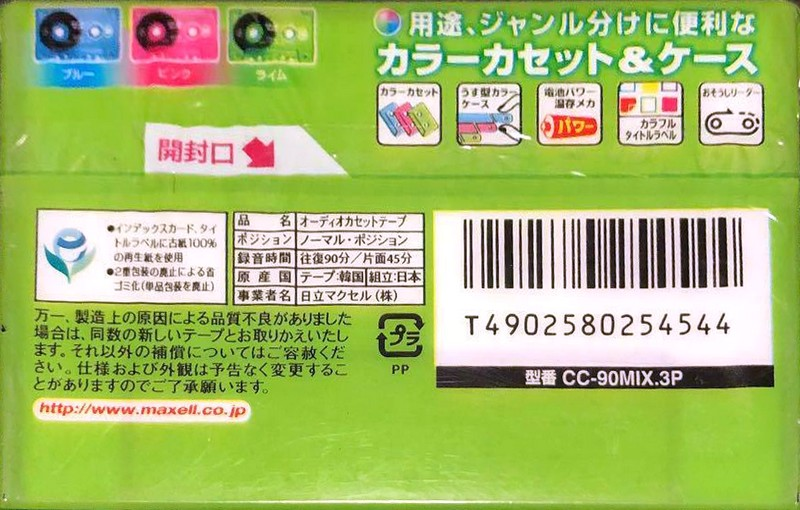 ブルー
ピンク
ライム
用途、ジャンル分けに便利な
カラーカセット&ケース
カラーカセット
うす型カラー
ケース
電池パワー
温存メカ
パワー
カラフル
タイトルラベル
おそうじリーダー
開封口
●インデックスカード、タイ
トルラベルに古紙100%
の再生紙を使用
●2重包装の廃止による省
ゴミ化(単品包装を廃止)
品名 オーディオカセットテープ
ポジション ノーマル・ポジション
録音時間 往復90分/片面45分
原産国 テープ:韓国 組立:日本
事業者名 日立マクセル(株)
万一、製造上の原因による品質不良がありました
場合は、同数の新しいテープとお取りかえいたし
ます。それ以外の補償についてはご容赦くださ
い。仕様および外観は予告なく変更するこ
とがありますのでご了承願います。
http://www.maxell.co.jp
プラ
PP
T4902580254544
型番 CC-90MIX.3P